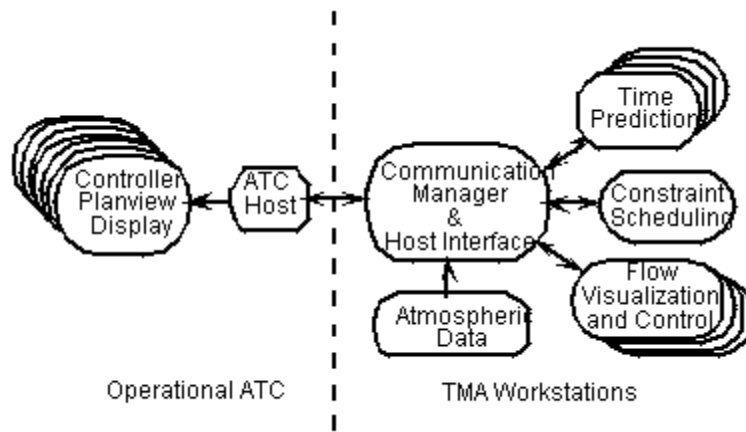 Controller
Planview
Display
ATC
Host
Communication
Manager
&
Host Interface
Time
Prediction
Constraint
Scheduling
Flow
Visualization
and Control
Atmospheric
Data
Operational ATC
TMA Workstations